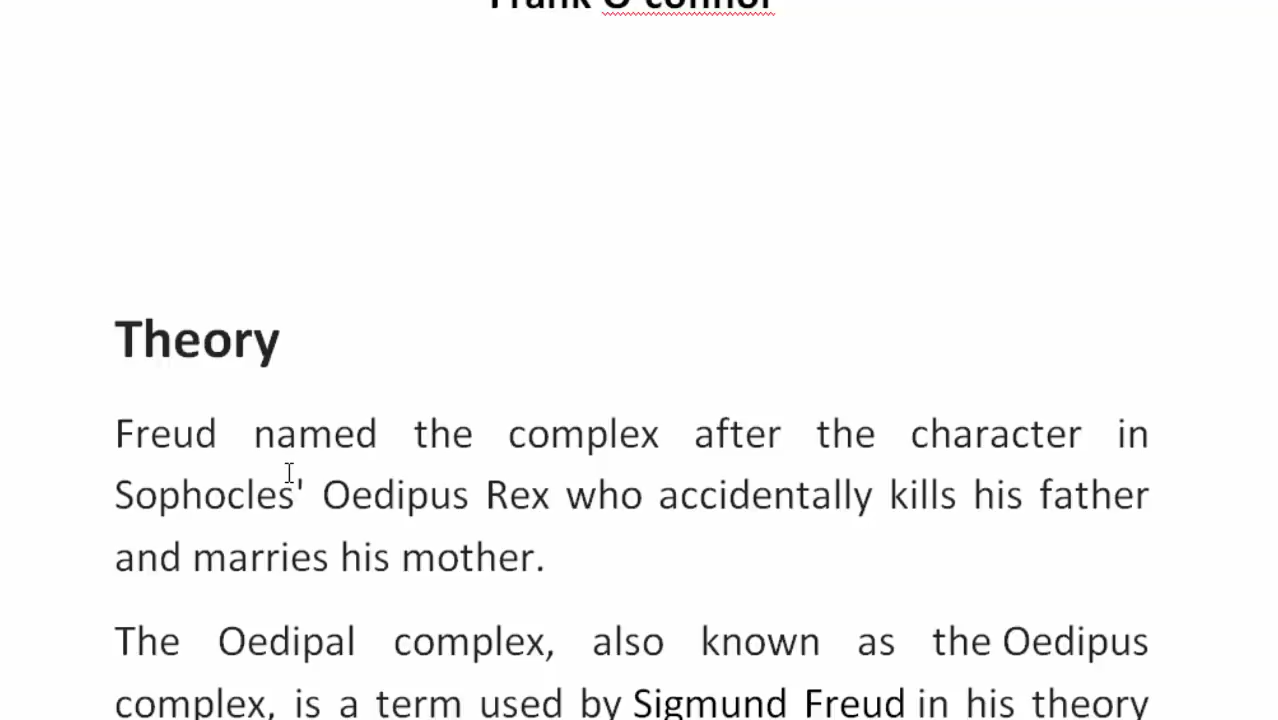 Frank O'connor
Theory
Freud named the complex after the character in
Sophocles' Oedipus Rex who accidentally kills his father
and marries his mother.
The Oedipal complex, also known as the Oedipus
complex, is a term used by Sigmund Freud in his theory